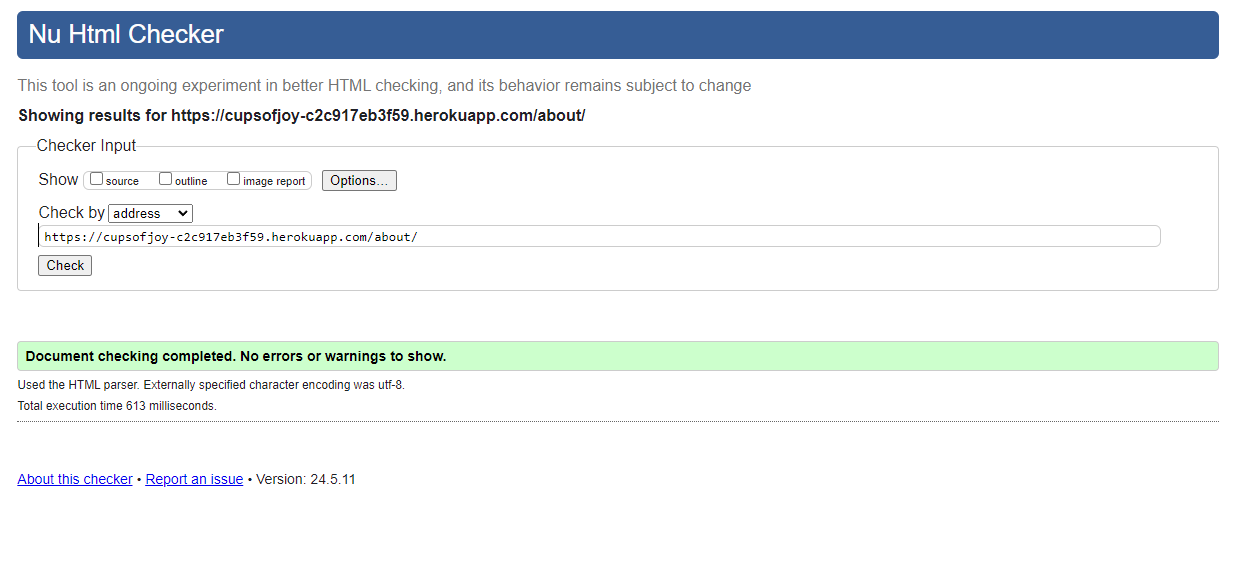 Nu Html Checker
This tool is an ongoing experiment in better HTML checking, and its behavior remains subject to change
Showing results for https://cupsofjoy-c2c917eb3f59.herokuapp.com/about/
Checker Input
Show source outline image report Options...
Check by address
https://cupsofjoy-c2c917eb3f59.herokuapp.com/about/
Check
Document checking completed. No errors or warnings to show.
Used the HTML parser. Externally specified character encoding was utf-8.
Total execution time 613 milliseconds.
About this checker • Report an issue • Version: 24.5.11